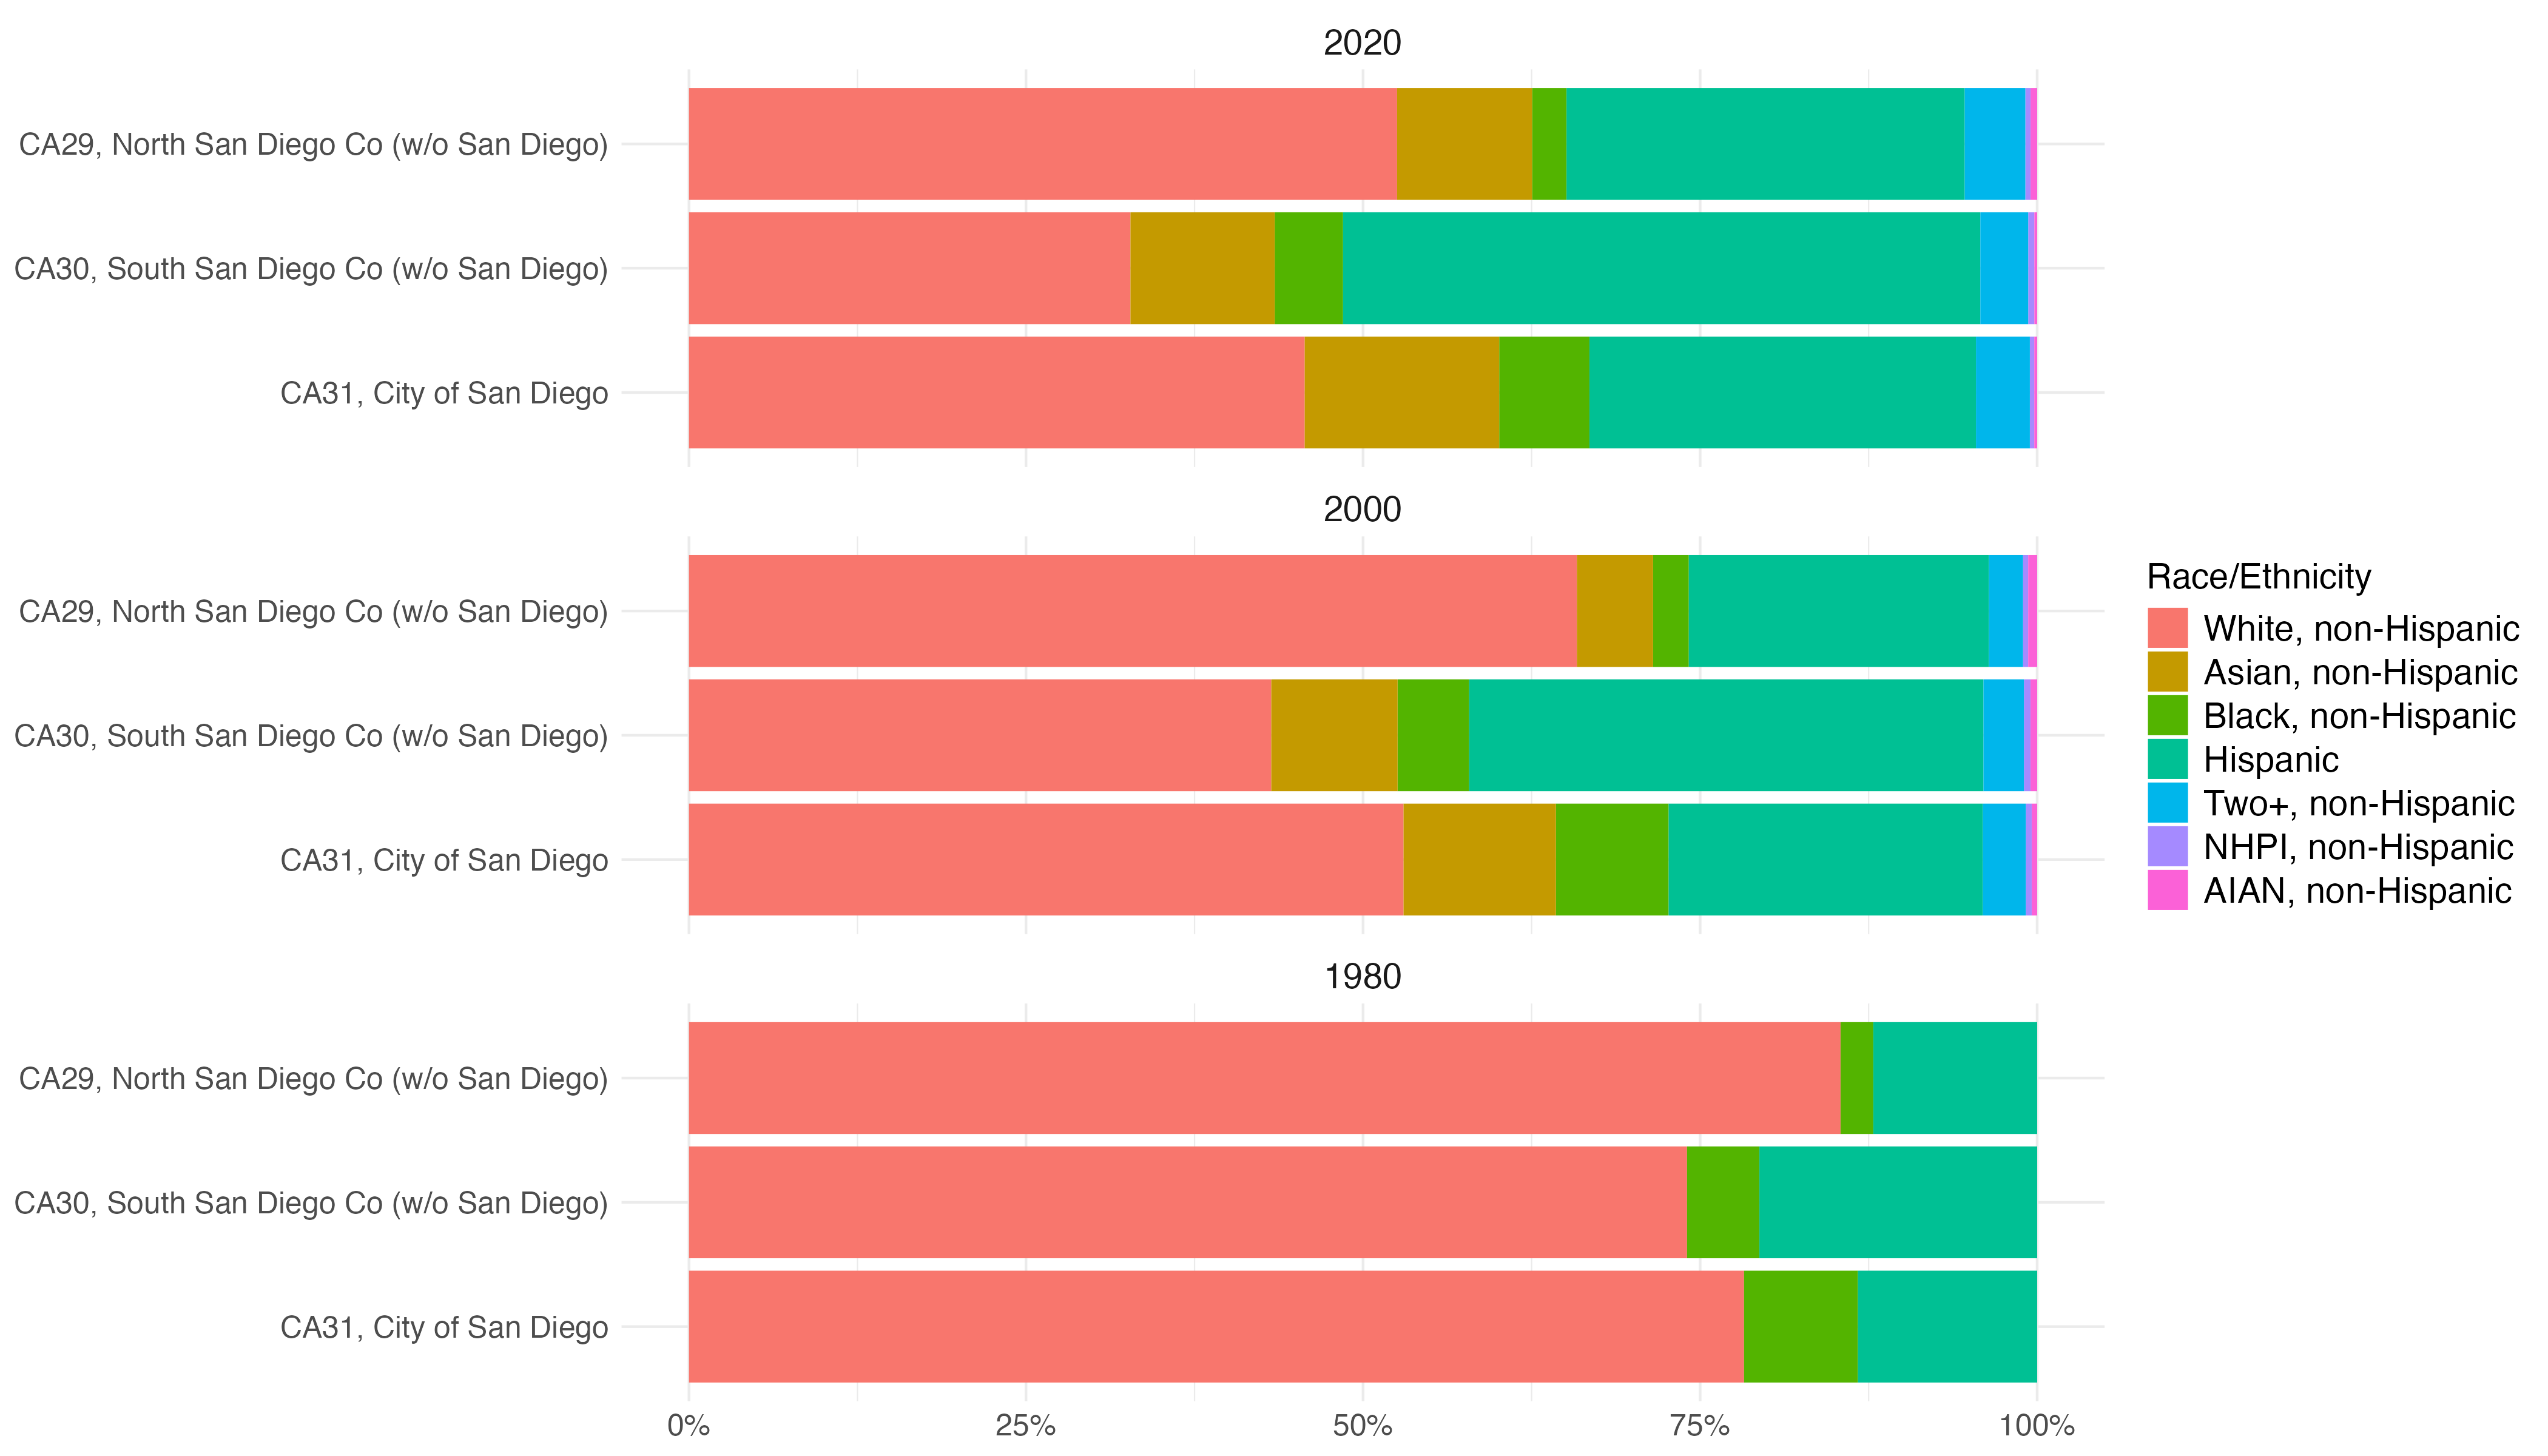 2020
CA29, North San Diego Co (w/o San Diego)
CA30, South San Diego Co (w/o San Diego)
CA31, City of San Diego
2000
CA29, North San Diego Co (w/o San Diego)
CA30, South San Diego Co (w/o San Diego)
CA31, City of San Diego
Race/Ethnicity
White, non-Hispanic
Asian, non-Hispanic
Black, non-Hispanic
Hispanic
Two+, non-Hispanic
NHPI, non-Hispanic
AIAN, non-Hispanic
1980
CA29, North San Diego Co (w/o San Diego)
CA30, South San Diego Co (w/o San Diego)
CA31, City of San Diego
0% 25% 50% 75% 100%